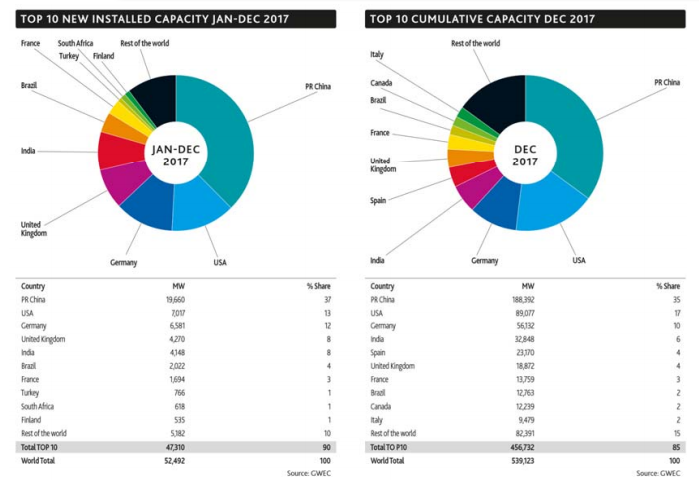 TOP 10 NEW INSTALLED CAPACITY JAN-DEC 2017
France
South Africa
Rest of the world
Turkey
Finland
PR China
Brazil
India
JAN-DEC
2017
United
Kingdom
Germany
USA
Country MW % Share
PR China 19,660 37
USA 7,017 13
Germany 6,581 12
United Kingdom 4,270 8
India 4,148 8
Brazil 2,022 4
France 1,694 3
Turkey 766 1
South Africa 618 1
Finland 535 1
Rest of the world 5,182 10
Total TOP 10 47,310 90
World Total 52,492 100
Source: GWEC
TOP 10 CUMULATIVE CAPACITY DEC 2017
Rest of the world
Italy
PR China
Canada
Brazil
France
DEC
2017
United
Kingdom
Spain
India
Germany
USA
Country MW % Share
PR China 188,392 35
USA 89,077 17
Germany 56,132 10
India 32,848 6
Spain 23,170 4
United Kingdom 18,872 4
France 13,759 3
Brazil 12,763 2
Canada 12,239 2
Italy 9,479 2
Rest of the world 82,391 15
Total TO P10 456,732 85
World Total 539,123 100
Source: GWEC